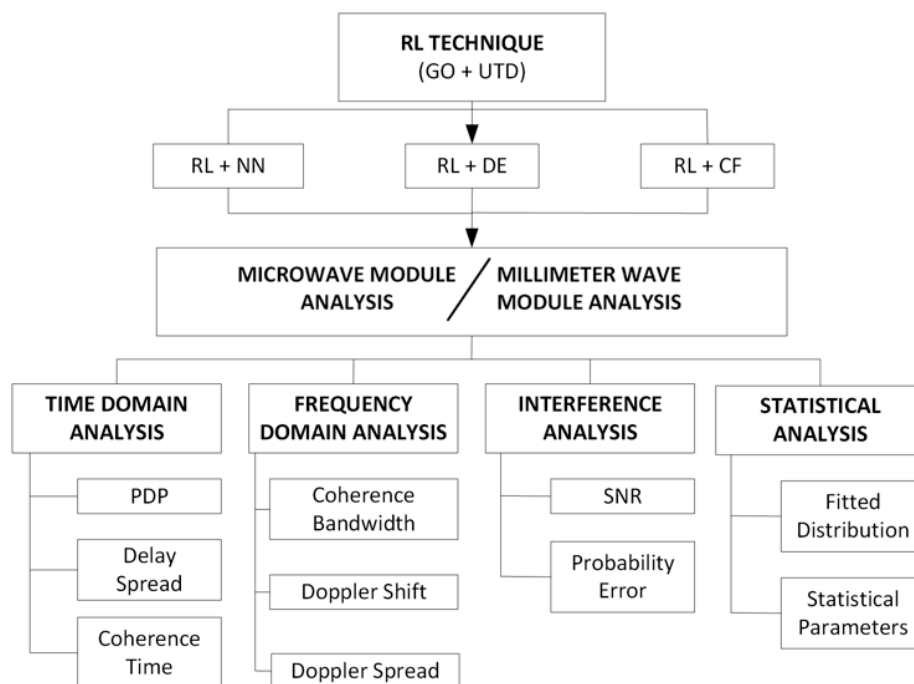 RL TECHNIQUE
(GO + UTD)
RL + NN
RL + DE
RL + CF
MICROWAVE MODULE
ANALYSIS
MILLIMETER WAVE
MODULE ANALYSIS
TIME DOMAIN
ANALYSIS
PDP
Delay
Spread
Coherence
Time
FREQUENCY
DOMAIN ANALYSIS
Coherence
Bandwidth
Doppler Shift
Doppler Spread
INTERFERENCE
ANALYSIS
SNR
Probability
Error
STATISTICAL
ANALYSIS
Fitted
Distribution
Statistical
Parameters